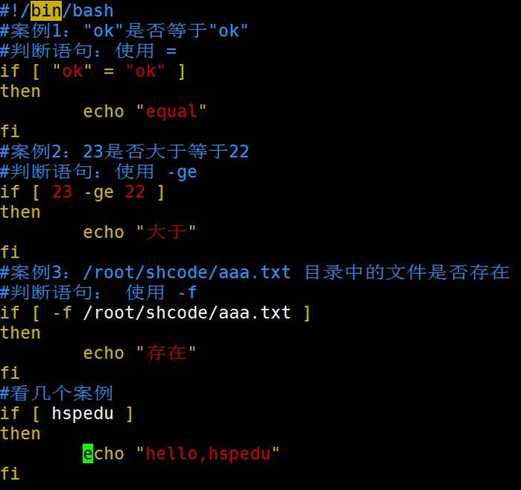 #!/bin/bash
#案例1："ok"是否等于"ok"
#判断语句：使用 =
if [ "ok" = "ok" ]
then
        echo "equal"
fi
#案例2：23是否大于等于22
#判断语句：使用 -ge
if [ 23 -ge 22 ]
then
        echo "大于"
fi
#案例3：/root/shcode/aaa.txt 目录中的文件是否存在
#判断语句： 使用 -f
if [ -f /root/shcode/aaa.txt ]
then
        echo "存在"
fi
#看几个案例
if [ hspedu ]
then
        echo "hello,hspedu"
fi